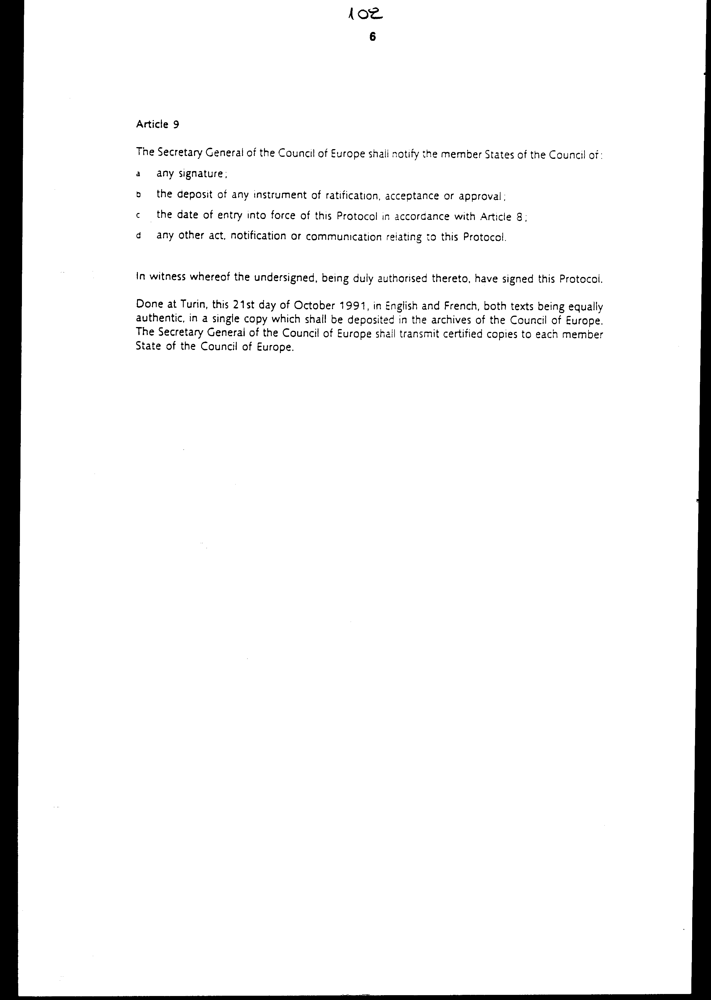 102
6
Article 9
The Secretary General of the Council of Europe shall notify the member States of the Council of:
a any signature;
b the deposit of any instrument of ratification, acceptance or approval;
c the date of entry into force of this Protocol in accordance with Article 8;
d any other act, notification or communication relating to this Protocol.
In witness whereof the undersigned, being duly authorised thereto, have signed this Protocol.
Done at Turin, this 21st day of October 1991, in English and French, both texts being equally
authentic, in a single copy which shall be deposited in the archives of the Council of Europe.
The Secretary General of the Council of Europe shall transmit certified copies to each member
State of the Council of Europe.